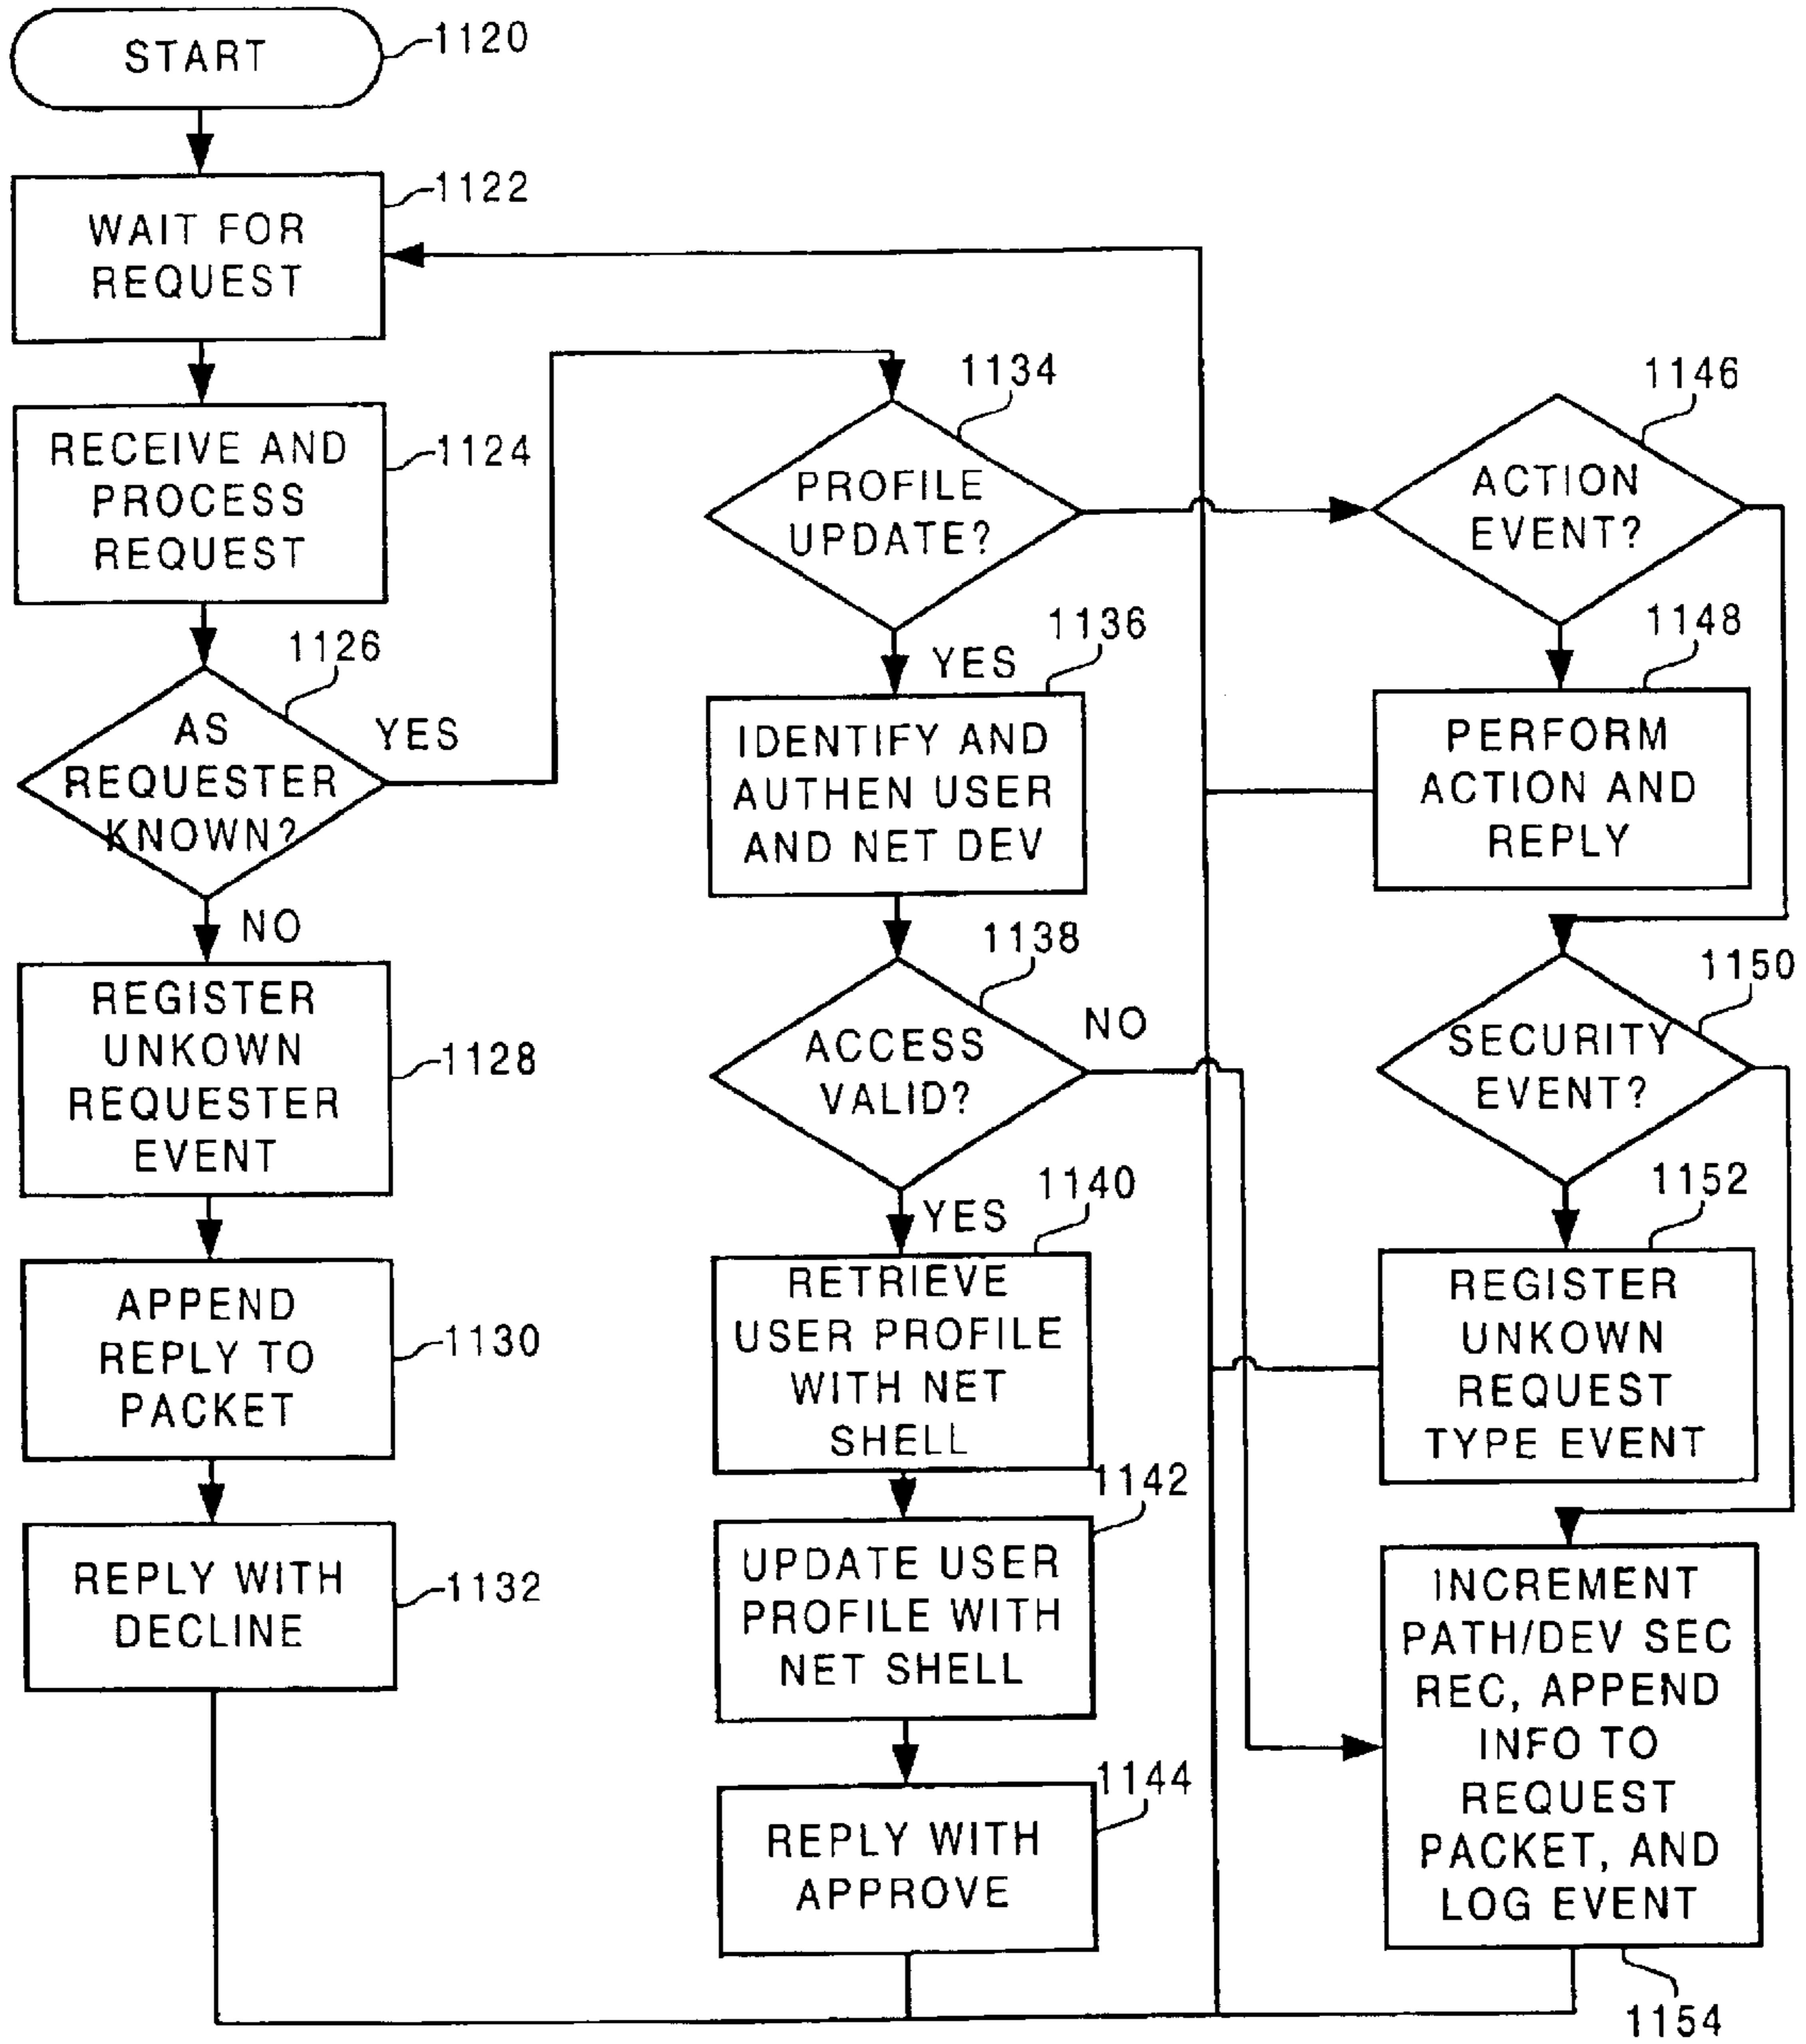 START
1120
WAIT FOR
REQUEST
1122
RECEIVE AND
PROCESS
REQUEST
1124
AS
REQUESTER
KNOWN?
1126
YES
NO
REGISTER
UNKOWN
REQUESTER
EVENT
1128
APPEND
REPLY TO
PACKET
1130
REPLY WITH
DECLINE
1132
PROFILE
UPDATE?
1134
YES
IDENTIFY AND
AUTHEN USER
AND NET DEV
1136
ACCESS
VALID?
1138
NO
YES
RETRIEVE
USER PROFILE
WITH NET
SHELL
1140
UPDATE USER
PROFILE WITH
NET SHELL
1142
REPLY WITH
APPROVE
1144
ACTION
EVENT?
1146
PERFORM
ACTION AND
REPLY
1148
SECURITY
EVENT?
1150
REGISTER
UNKOWN
REQUEST
TYPE EVENT
1152
INCREMENT
PATH/DEV SEC
REC, APPEND
INFO TO
REQUEST
PACKET, AND
LOG EVENT
1154